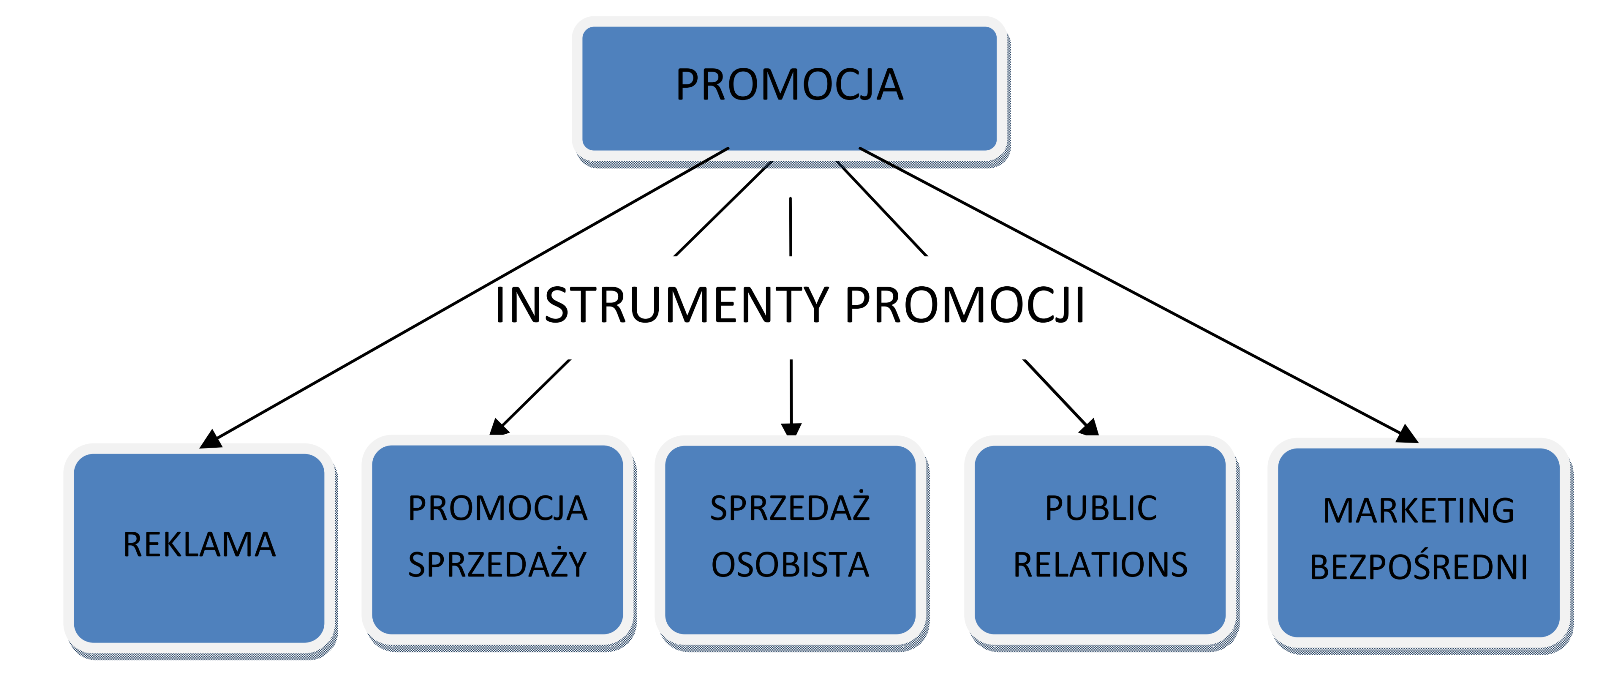 PROMOCJA
INSTRUMENTY PROMOCJI
REKLAMA
PROMOCJA
SPRZEDAŻY
SPRZEDAŻ
OSOBISTA
PUBLIC
RELATIONS
MARKETING
BEZPOŚREDNI